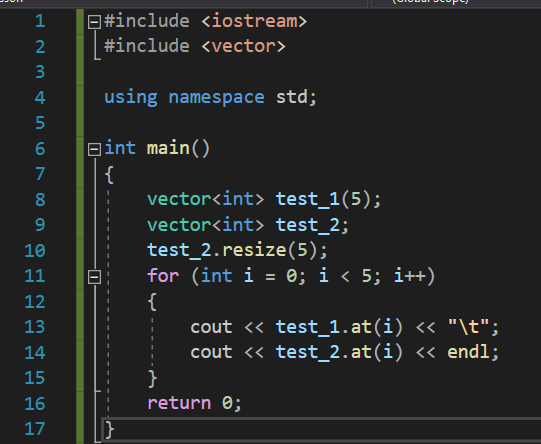 (Global Scope)
1 #include <iostream>
2 #include <vector>
3
4 using namespace std;
5
6 int main()
7 {
8 vector<int> test_1(5);
9 vector<int> test_2;
10 test_2.resize(5);
11 for (int i = 0; i < 5; i++)
12 {
13 cout << test_1.at(i) << "\t";
14 cout << test_2.at(i) << endl;
15 }
16 return 0;
17 }